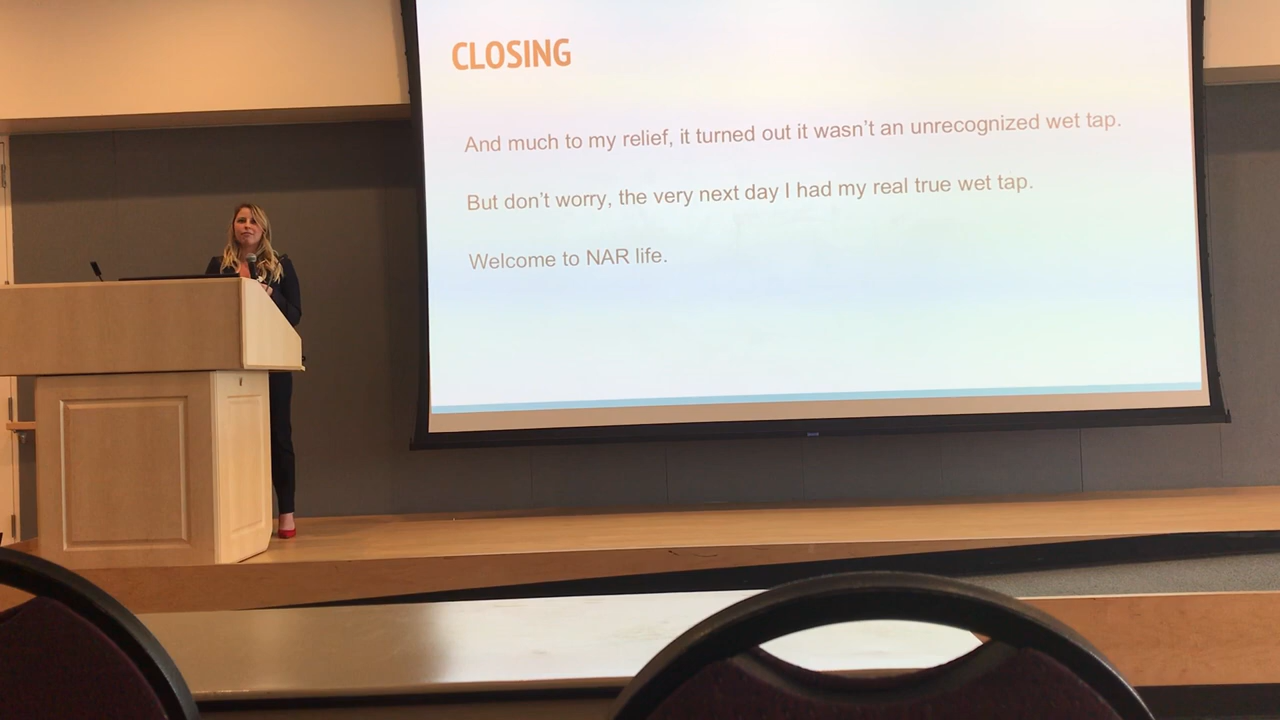 CLOSING
And much to my relief, it turned out it wasn't an unrecognized wet tap.
But don't worry, the very next day I had my real true wet tap.
Welcome to NAR life.